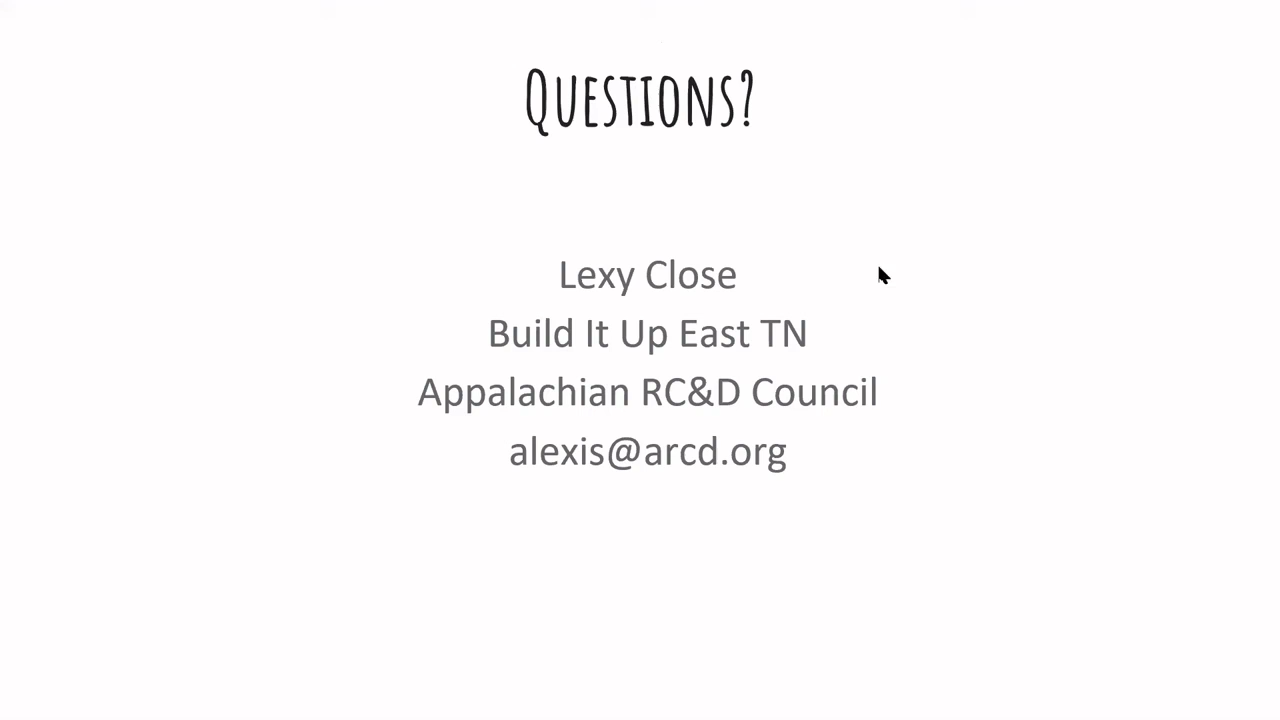 Questions?
Lexy Close
Build It Up East TN
Appalachian RC&D Council
alexis@arcd.org